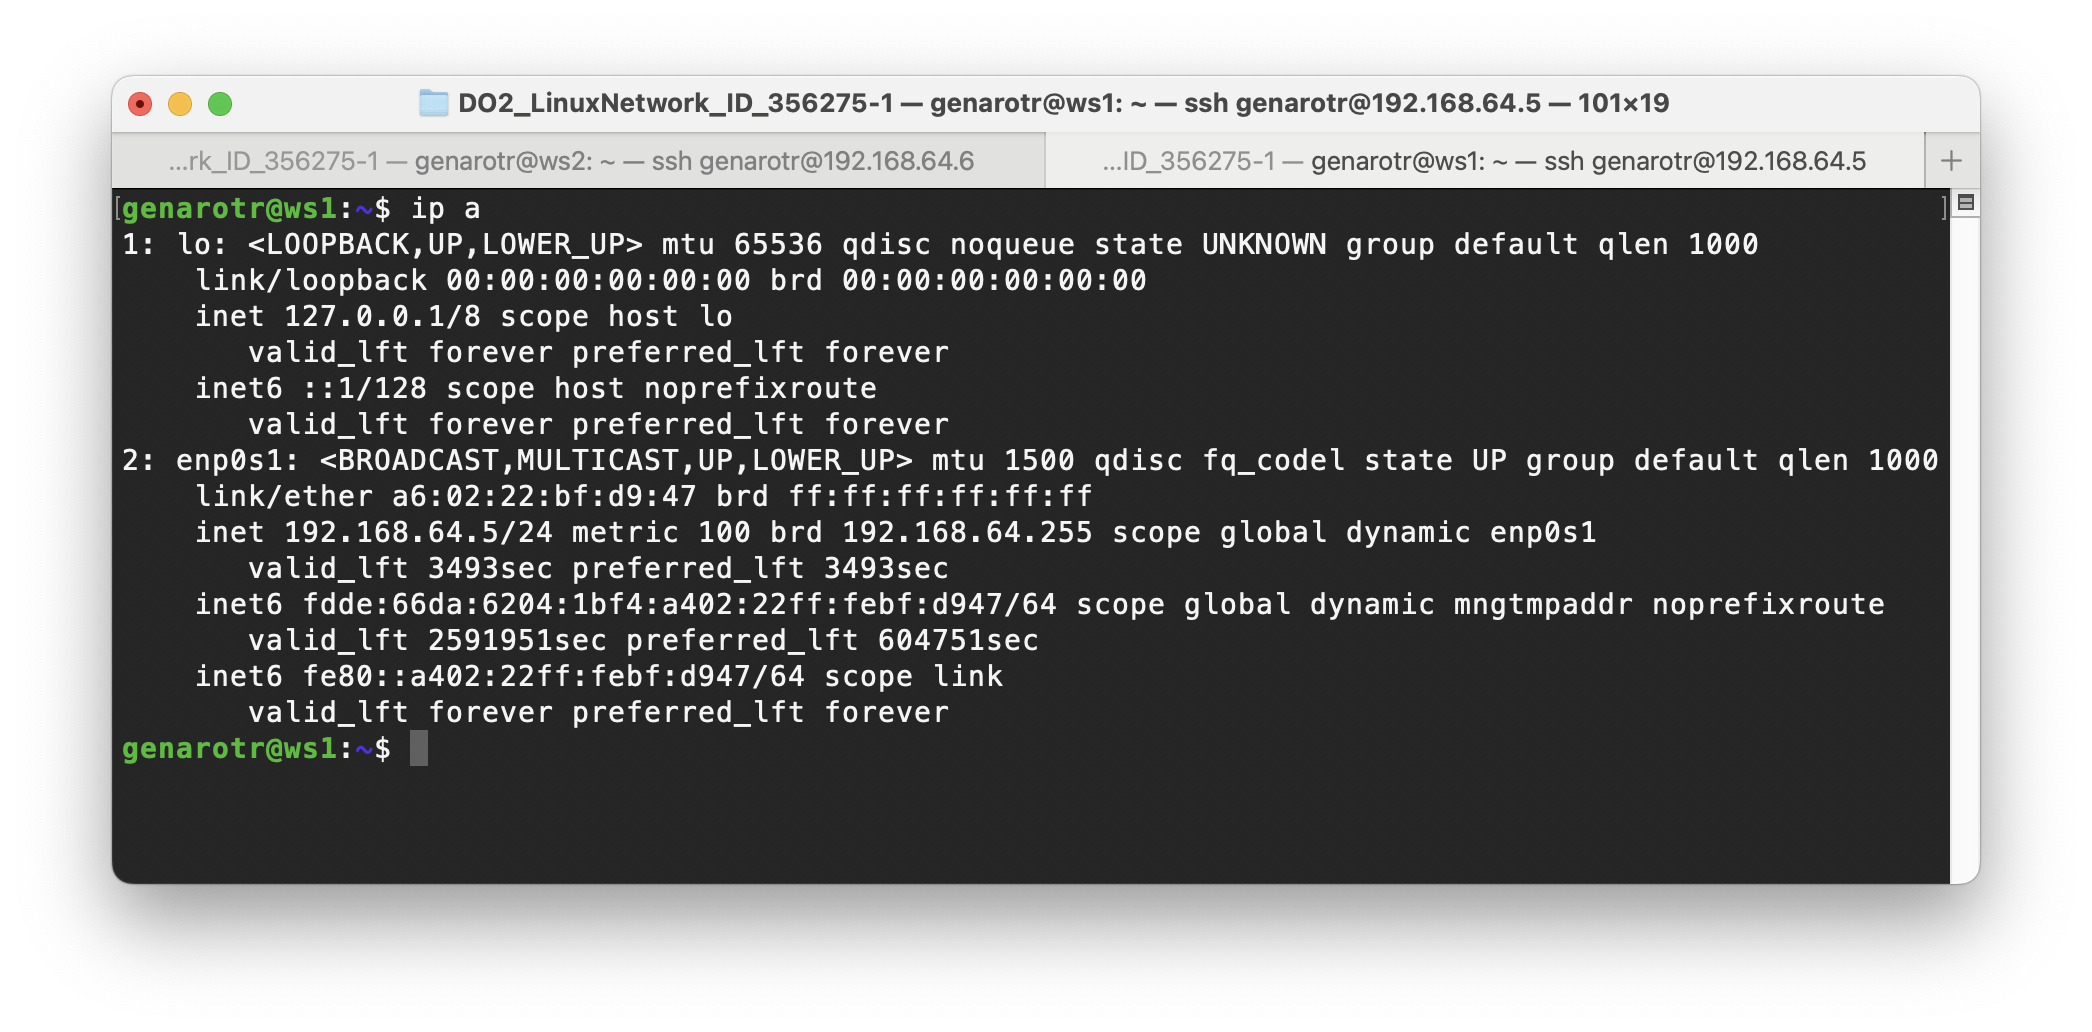 DO2_LinuxNetwork_ID_356275-1 — genarotr@ws1: ~ — ssh genarotr@192.168.64.5 — 101×19
...rk_ID_356275-1 — genarotr@ws2: ~ — ssh genarotr@192.168.64.6
...ID_356275-1 — genarotr@ws1: ~ — ssh genarotr@192.168.64.5
+
[genarotr@ws1:~$ ip a ]
1: lo: <LOOPBACK,UP,LOWER_UP> mtu 65536 qdisc noqueue state UNKNOWN group default qlen 1000
    link/loopback 00:00:00:00:00:00 brd 00:00:00:00:00:00
    inet 127.0.0.1/8 scope host lo
       valid_lft forever preferred_lft forever
    inet6 ::1/128 scope host noprefixroute
       valid_lft forever preferred_lft forever
2: enp0s1: <BROADCAST,MULTICAST,UP,LOWER_UP> mtu 1500 qdisc fq_codel state UP group default qlen 1000
    link/ether a6:02:22:bf:d9:47 brd ff:ff:ff:ff:ff:ff
    inet 192.168.64.5/24 metric 100 brd 192.168.64.255 scope global dynamic enp0s1
       valid_lft 3493sec preferred_lft 3493sec
    inet6 fdde:66da:6204:1bf4:a402:22ff:febf:d947/64 scope global dynamic mngtmpaddr noprefixroute
       valid_lft 2591951sec preferred_lft 604751sec
    inet6 fe80::a402:22ff:febf:d947/64 scope link
       valid_lft forever preferred_lft forever
genarotr@ws1:~$